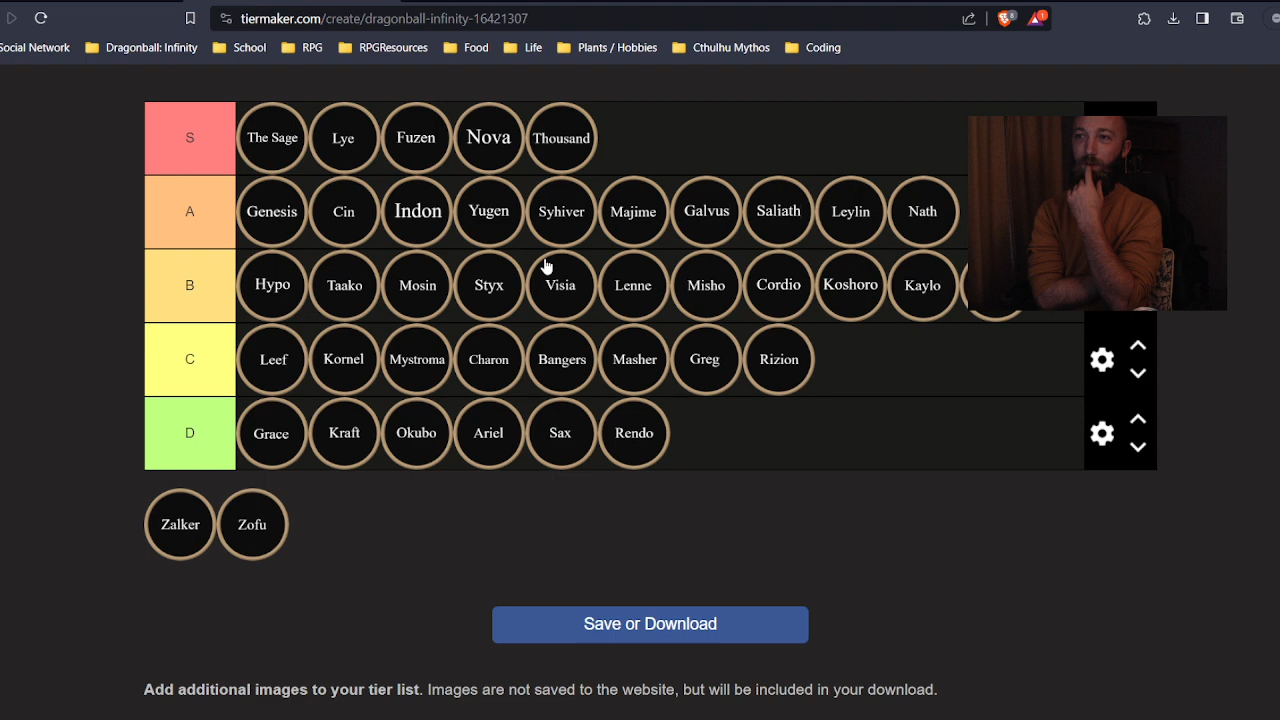 tiermaker.com/create/dragonball-infinity-16421307
8 1
Social Network Dragonball: Infinity School RPG RPGResources Food Life Plants / Hobbies Cthulhu Mythos Coding
S The Sage Lye Fuzen Nova Thousand
A Genesis Cin Indon Yugen Syhiver Majime Galvus Saliath Leylin Nath
B Hypo Taako Mosin Styx Visia Lenne Misho Cordio Koshoro Kaylo
C Leef Kornel Mystroma Charon Bangers Masher Greg Rizion
D Grace Kraft Okubo Ariel Sax Rendo
Zalker Zofu
Save or Download
Add additional images to your tier list. Images are not saved to the website, but will be included in your download.